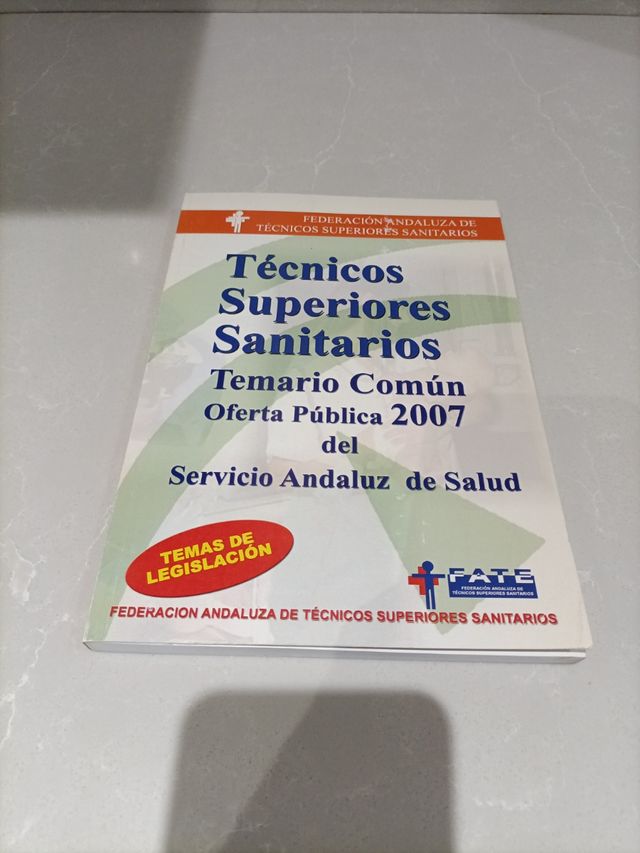 FEDERACIÓN ANDALUZA DE
TÉCNICOS SUPERIORES SANITARIOS
Técnicos
Superiores
Sanitarios
Temario Común
Oferta Pública 2007
del
Servicio Andaluz de Salud
TEMAS DE
LEGISLACIÓN
FATE
FEDERACIÓN ANDALUZA DE
TÉCNICOS SUPERIORES SANITARIOS
FEDERACION ANDALUZA DE TÉCNICOS SUPERIORES SANITARIOS